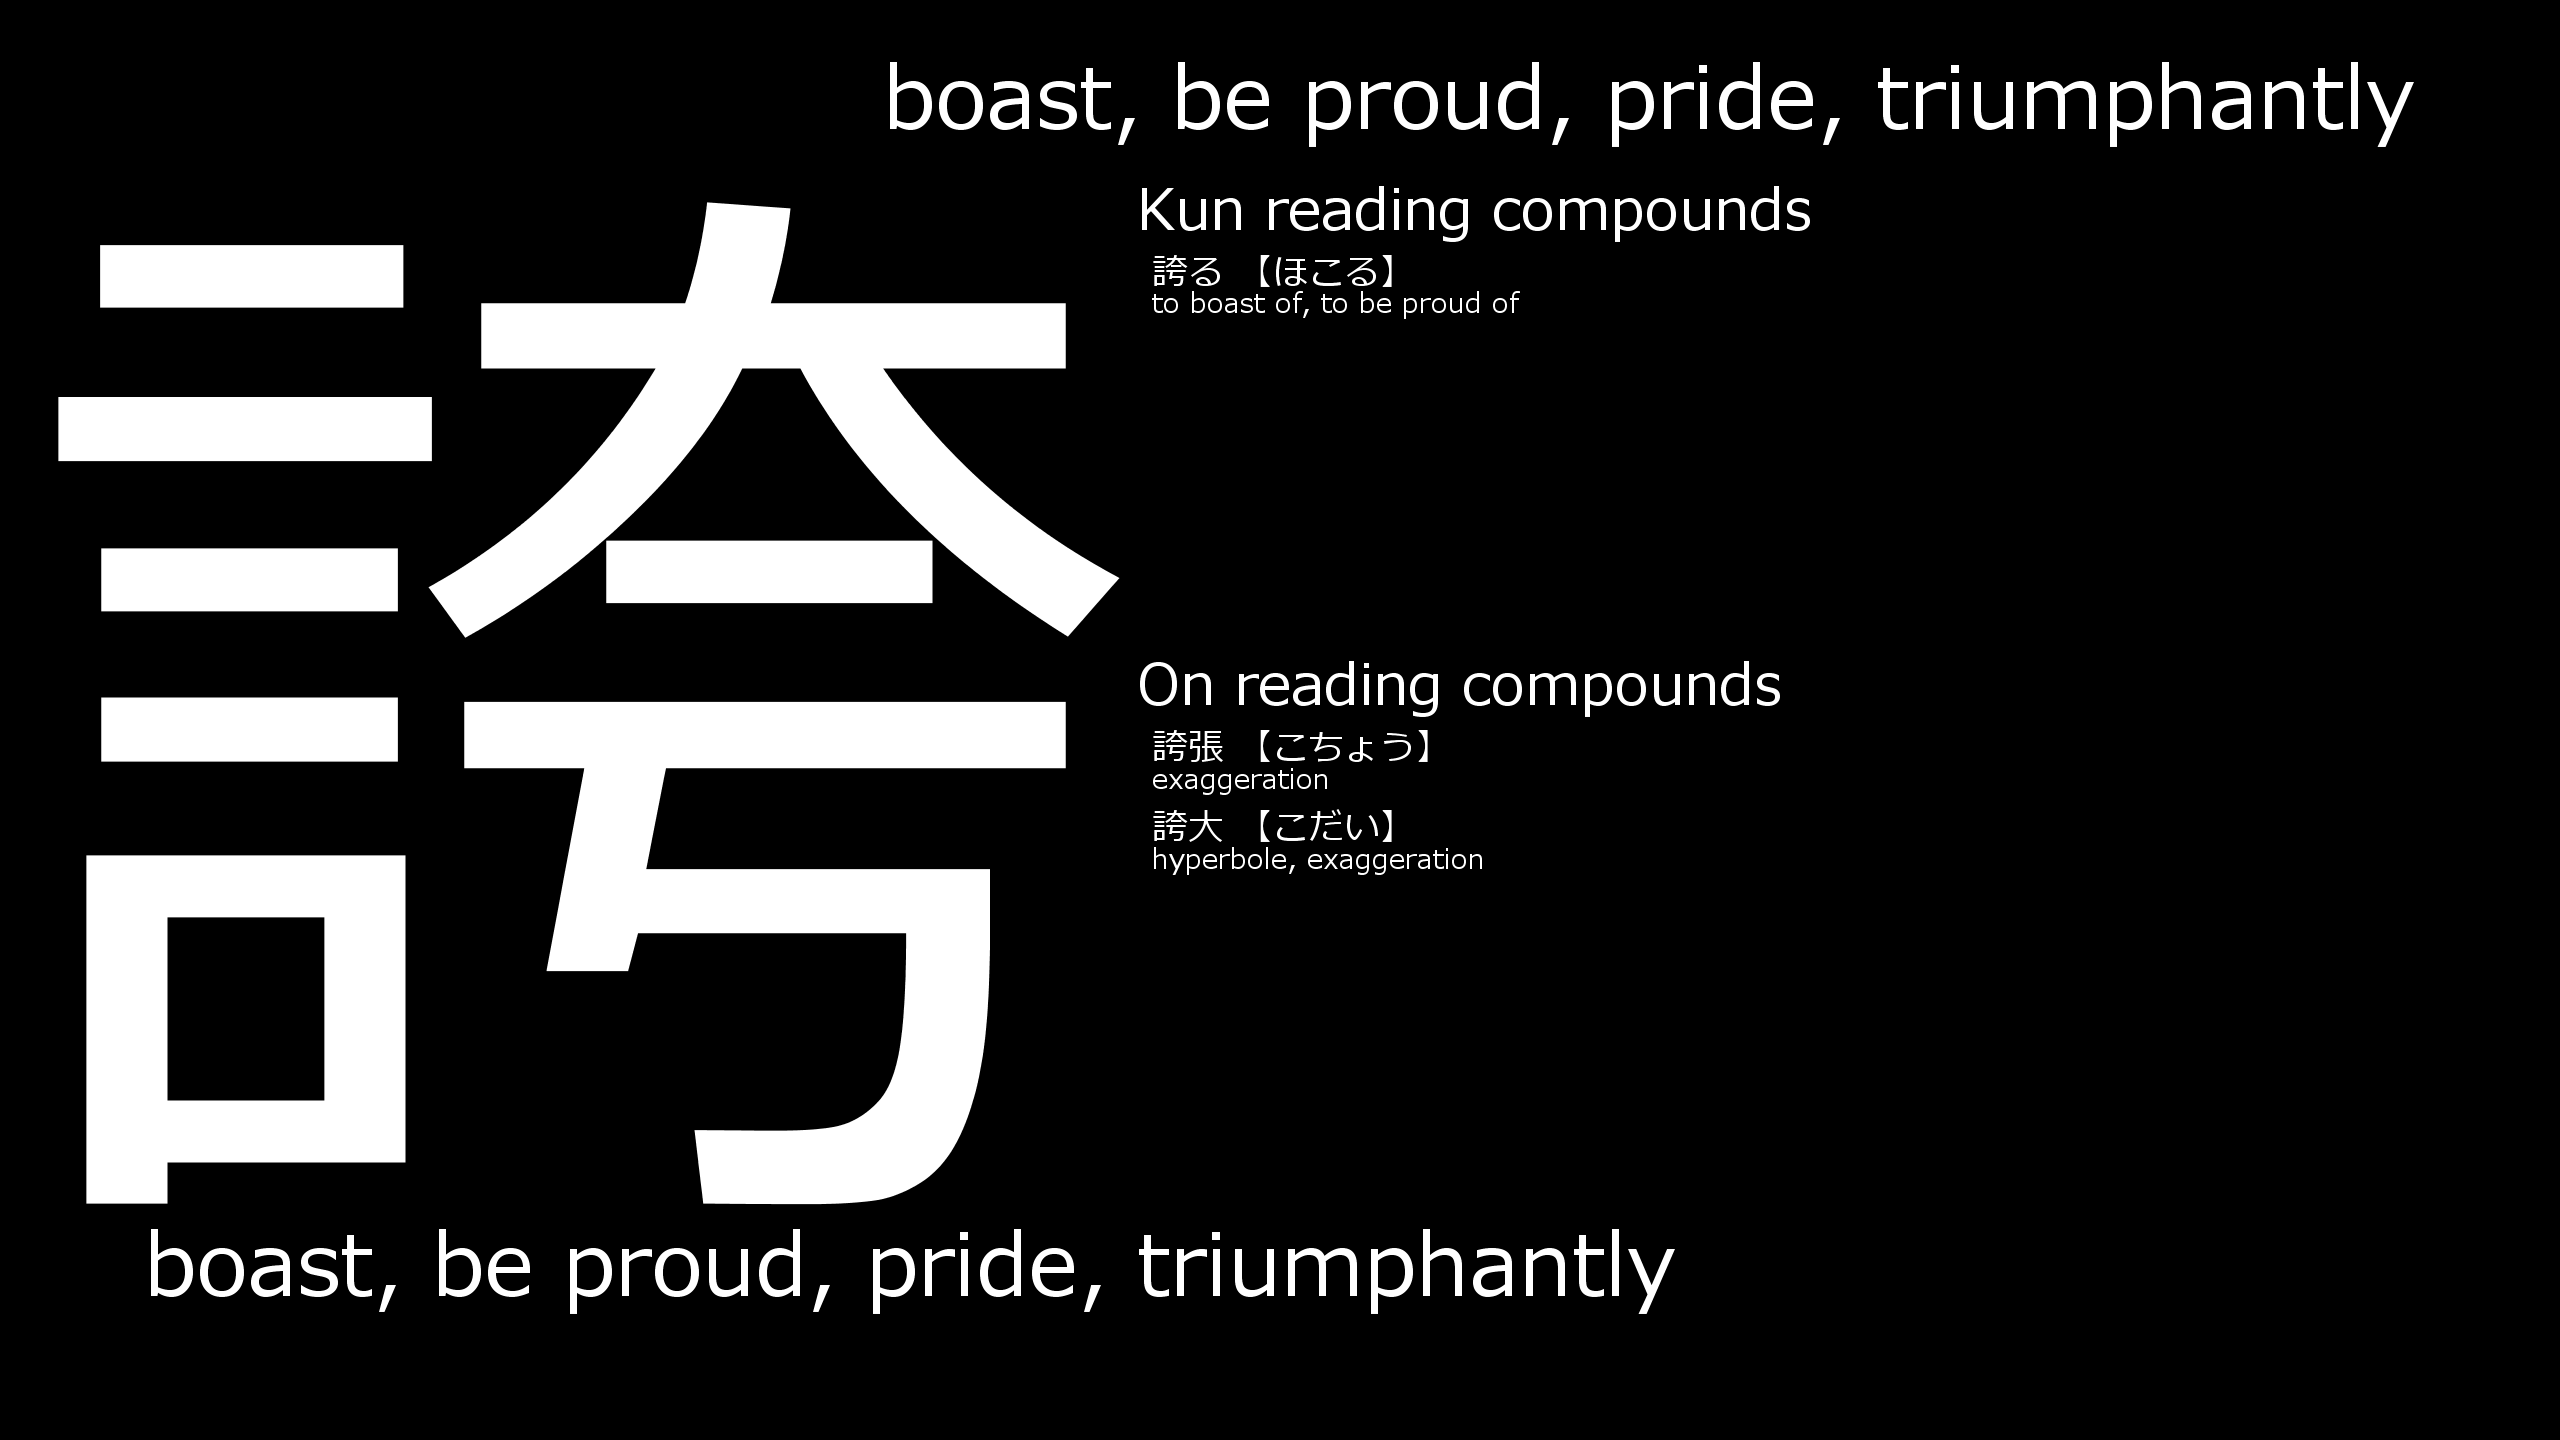 boast, be proud, pride, triumphantly
誇
Kun reading compounds
誇る 【ほこる】
to boast of, to be proud of
On reading compounds
誇張 【こちょう】
exaggeration
誇大 【こだい】
hyperbole, exaggeration
boast, be proud, pride, triumphantly